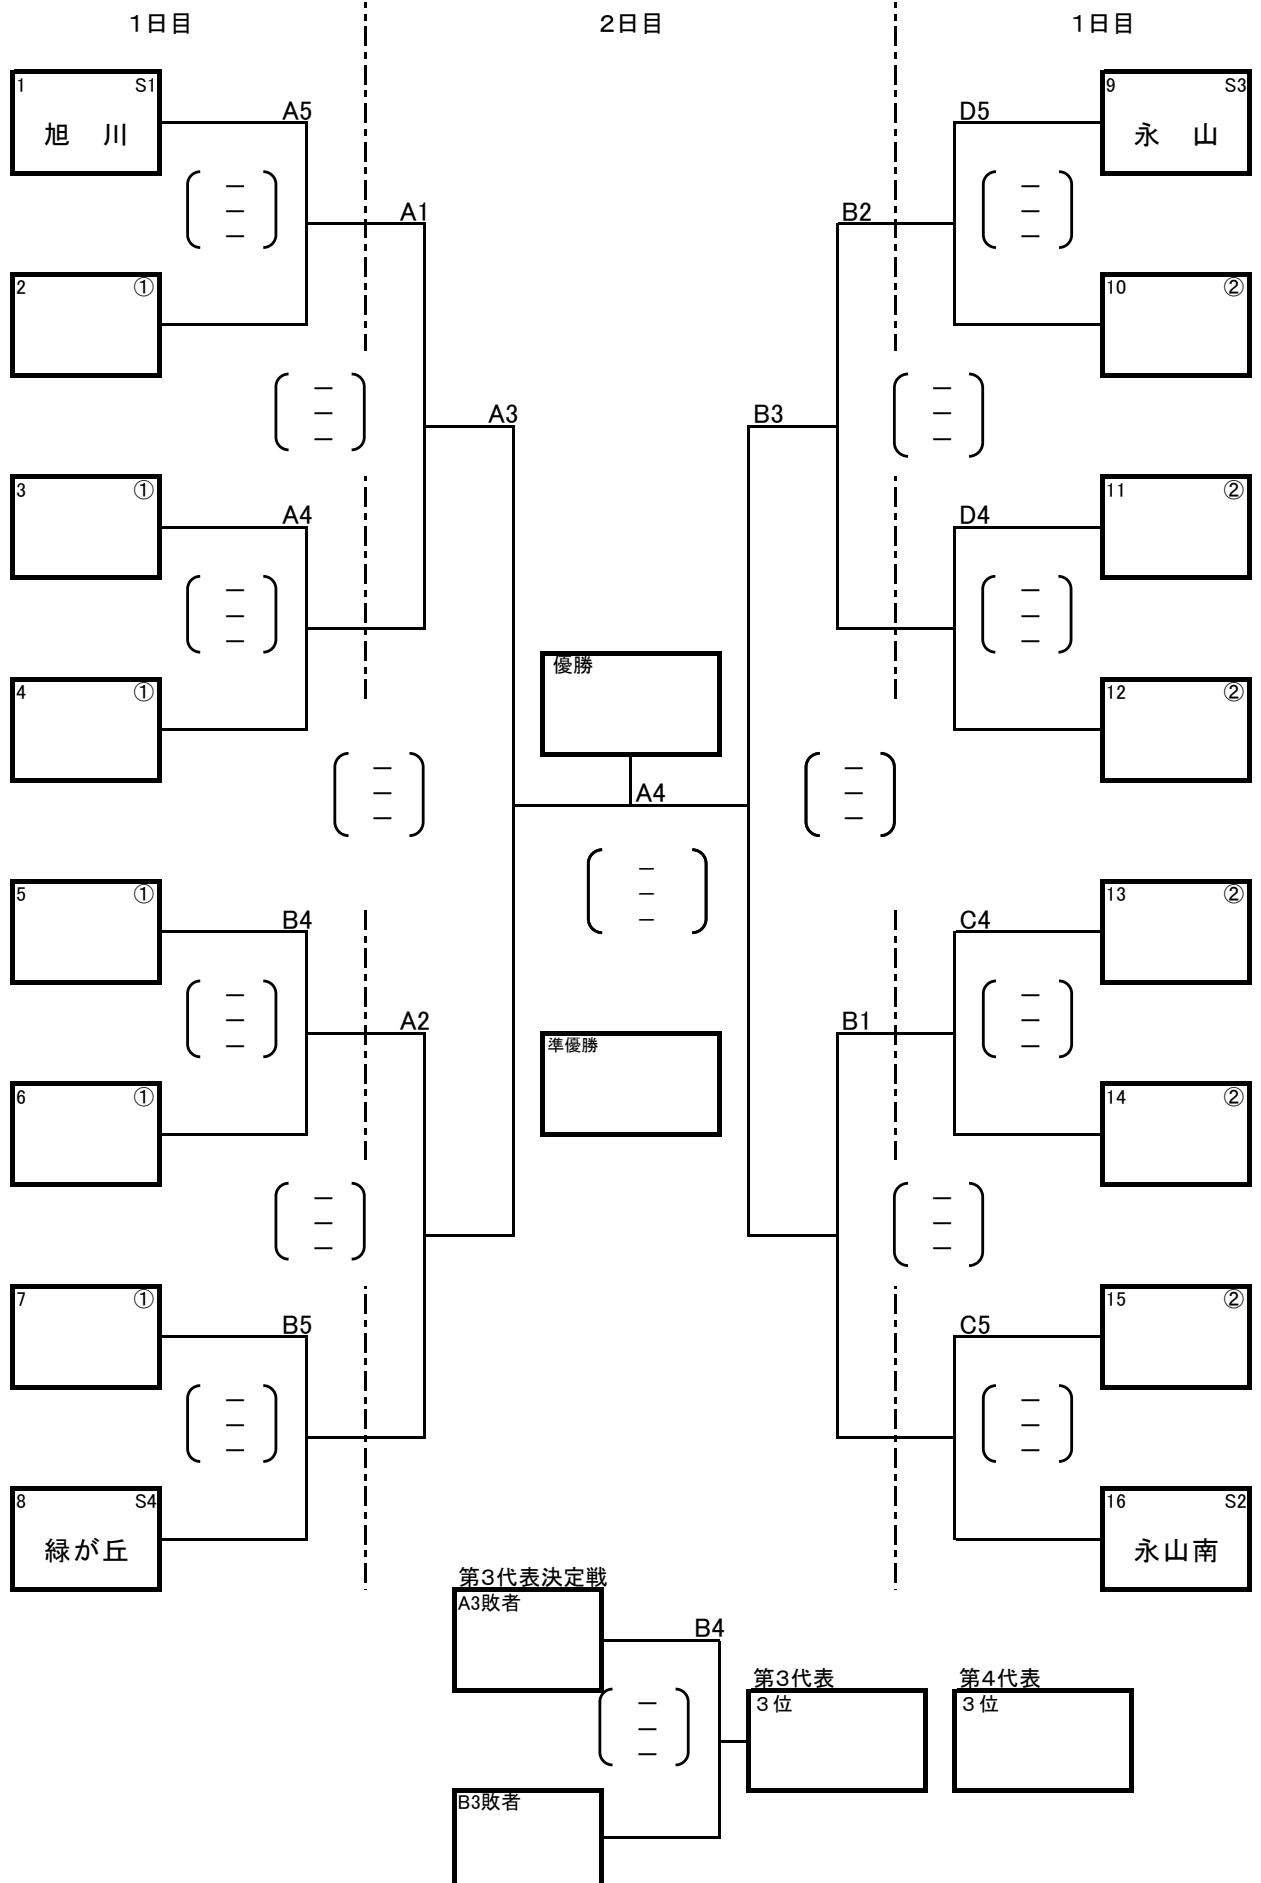 1日目
2日目
1日目
1 S1
旭 川
A5
D5
9 S3
永 山
－
－
－
－
－
－
A1
B2
2 ①
10 ②
－
－
－
－
－
－
A3
B3
3 ①
A4
D4
11 ②
－
－
－
－
－
－
4 ①
優勝
12 ②
－
－
－
－
－
－
A4
5 ①
B4
－
－
－
C4
13 ②
－
－
－
－
－
－
A2
準優勝
B1
6 ①
14 ②
－
－
－
－
－
－
7 ①
B5
C5
15 ②
－
－
－
－
－
－
8 S4
緑が丘
16 S2
永山南
第3代表決定戦
A3敗者
B4
－
－
－
第3代表
3位
第4代表
3位
B3敗者